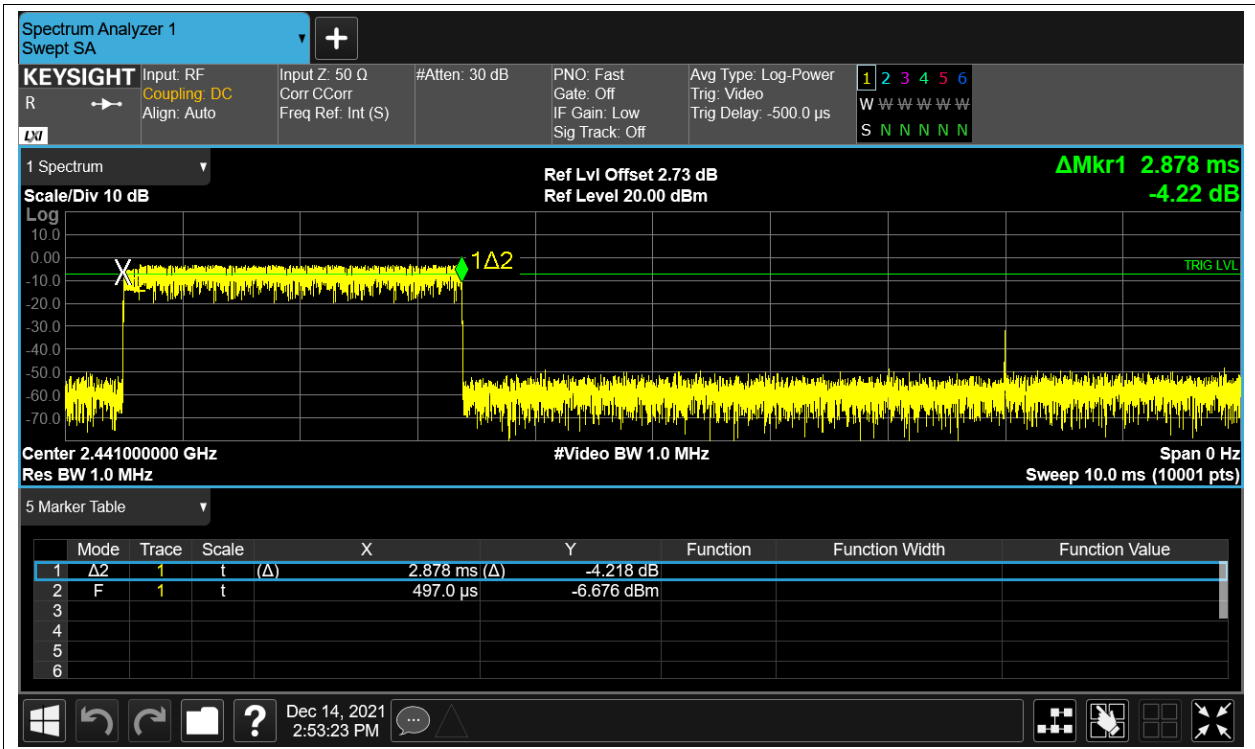 Spectrum Analyzer 1
Swept SA
+
KEYSIGHT Input: RF Input Z: 50 Ω #Atten: 30 dB PNO: Fast Avg Type: Log-Power 1 2 3 4 5 6
R Coupling: DC Corr CCorr Gate: Off Trig: Video W W W W W W
Align: Auto Freq Ref: Int (S) IF Gain: Low Trig Delay: -500.0 µs
LXI Sig Track: Off S N N N N N
1 Spectrum Ref Lvl Offset 2.73 dB ΔMkr1 2.878 ms
Scale/Div 10 dB Ref Level 20.00 dBm -4.22 dB
Log
10.0
0.00 X 1Δ2 TRIG LVL
-10.0
-20.0
-30.0
-40.0
-50.0
-60.0
-70.0
Center 2.441000000 GHz #Video BW 1.0 MHz Span 0 Hz
Res BW 1.0 MHz Sweep 10.0 ms (10001 pts)
5 Marker Table
Mode Trace Scale X Y Function Function Width Function Value
1 Δ2 1 t (Δ) 2.878 ms (Δ) -4.218 dB
2 F 1 t 497.0 µs -6.676 dBm
3
4
5
6
? Dec 14, 2021
2:53:23 PM